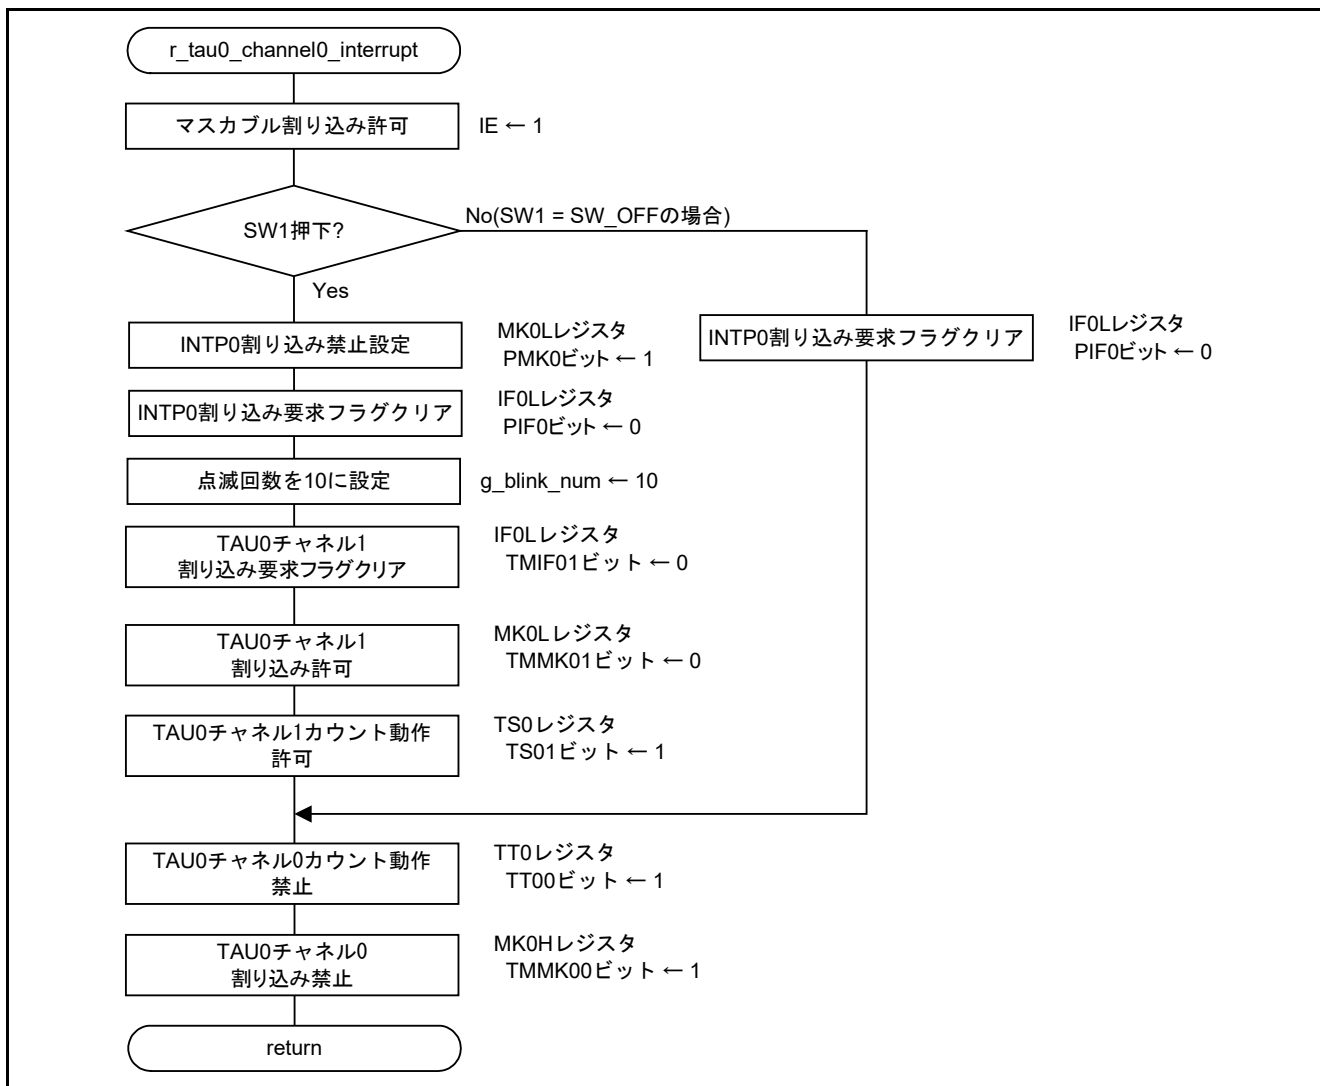 r_tau0_channel0_interrupt
マスカブル割り込み許可
IE ← 1
SW1押下?
No(SW1 = SW_OFFの場合)
Yes
INTP0割り込み禁止設定
MK0Lレジスタ
PMK0ビット ← 1
INTP0割り込み要求フラグクリア
IF0Lレジスタ
PIF0ビット ← 0
INTP0割り込み要求フラグクリア
IF0Lレジスタ
PIF0ビット ← 0
点滅回数を10に設定
g_blink_num ← 10
TAU0チャネル1
割り込み要求フラグクリア
IF0Lレジスタ
TMIF01ビット ← 0
TAU0チャネル1
割り込み許可
MK0Lレジスタ
TMMK01ビット ← 0
TAU0チャネル1カウント動作
許可
TS0レジスタ
TS01ビット ← 1
TAU0チャネル0カウント動作
禁止
TT0レジスタ
TT00ビット ← 1
TAU0チャネル0
割り込み禁止
MK0Hレジスタ
TMMK00ビット ← 1
return